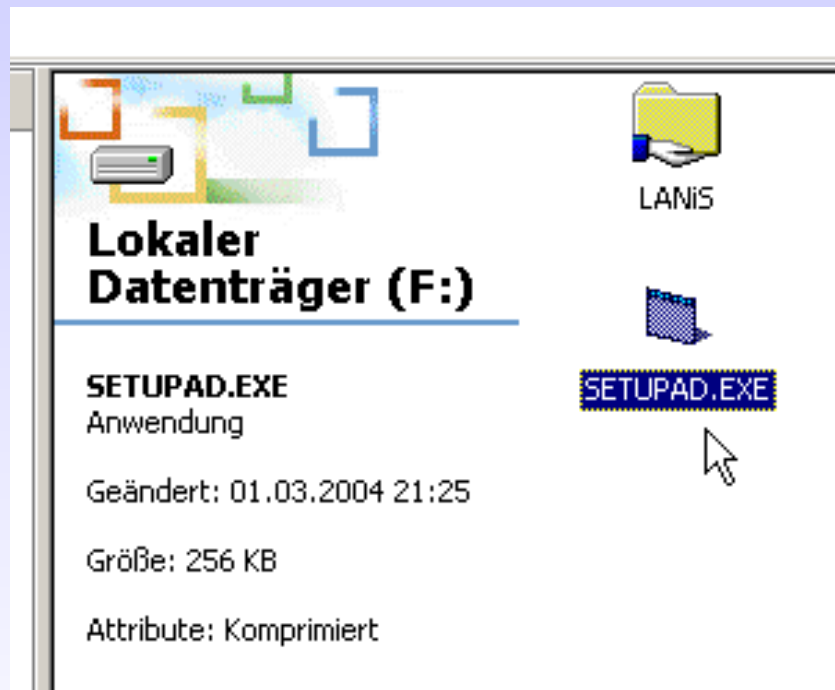 Lokaler
Datenträger (F:)
SETUPAD.EXE
Anwendung
Geändert: 01.03.2004 21:25
Größe: 256 KB
Attribute: Komprimiert
LANiS
SETUPAD.EXE